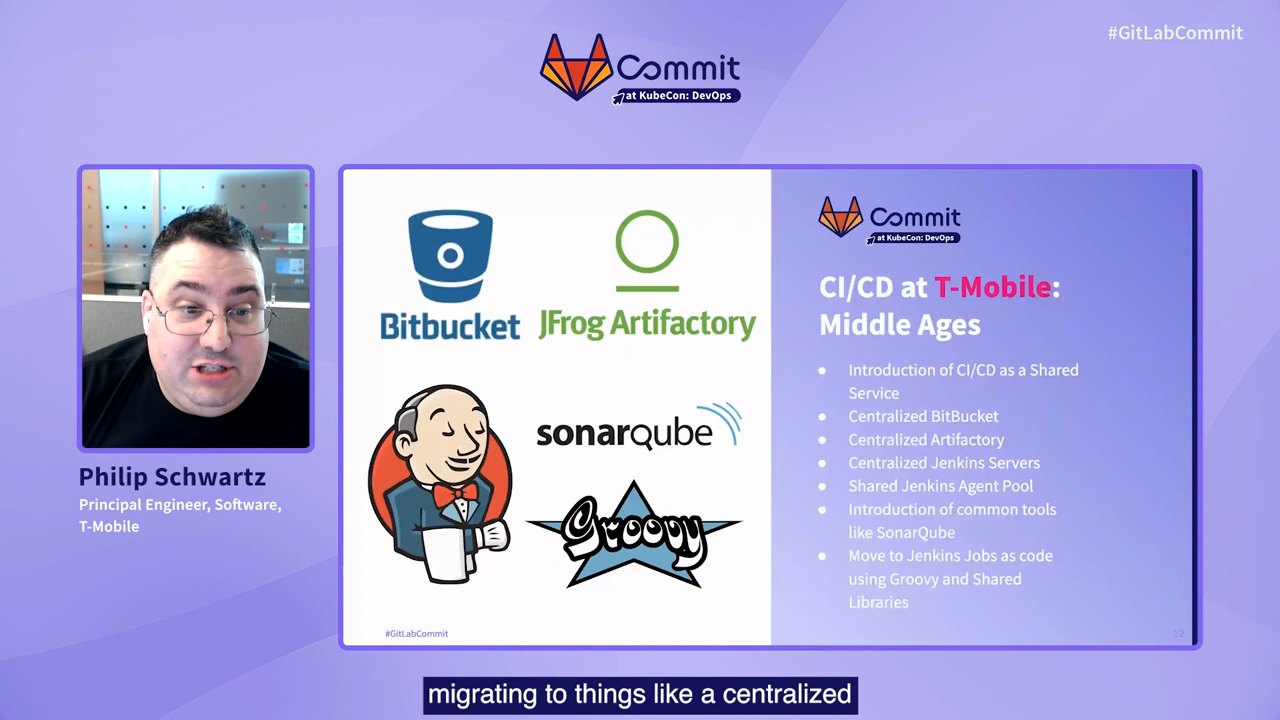 #GitLabCommit
Commit
at KubeCon: DevOps
Bitbucket
JFrog Artifactory
sonarqube
Groovy
#GitLabCommit
Commit
at KubeCon: DevOps
CI/CD at T-Mobile:
Middle Ages
Introduction of CI/CD as a Shared
Service
Centralized BitBucket
Centralized Artifactory
Centralized Jenkins Servers
Shared Jenkins Agent Pool
Introduction of common tools
like SonarQube
Move to Jenkins Jobs as code
using Groovy and Shared
Libraries
12
Philip Schwartz
Principal Engineer, Software,
T-Mobile
migrating to things like a centralized